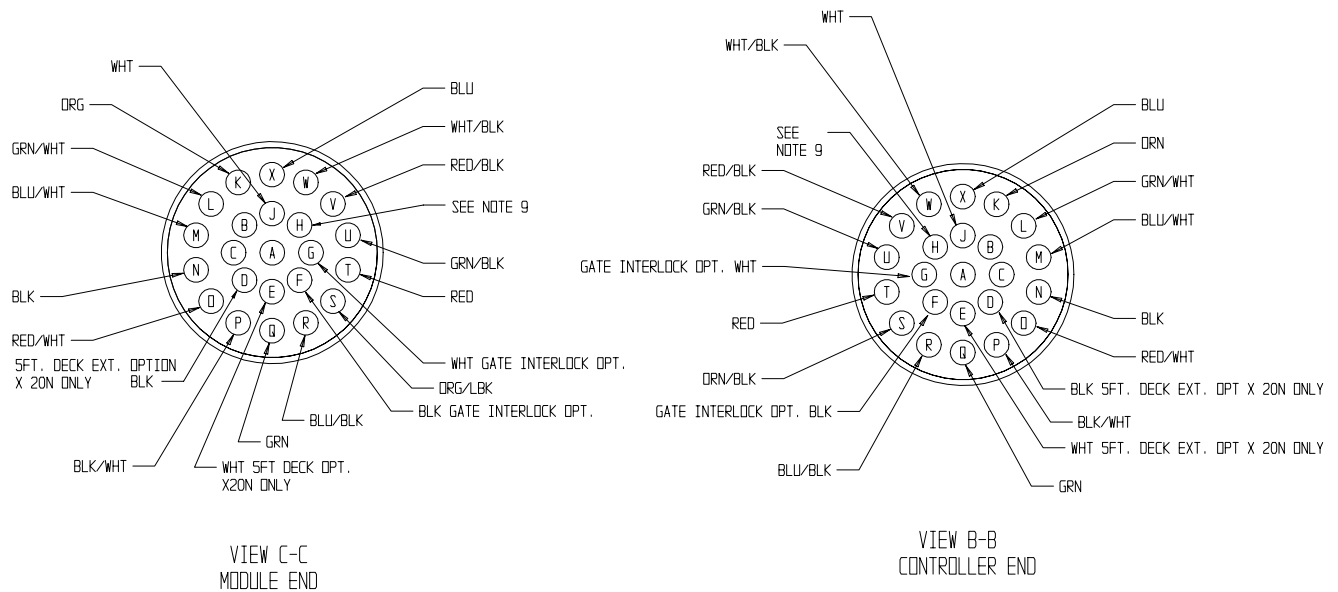 WHT
ORG
GRN/WHT
BLU/WHT
BLK
RED/WHT
5FT. DECK EXT. OPTION
X 20N ONLY
BLK
BLK/WHT
BLU
WHT/BLK
RED/BLK
SEE NOTE 9
GRN/BLK
RED
WHT GATE INTERLOCK OPT.
ORG/LBK
BLK GATE INTERLOCK OPT.
BLU/BLK
GRN
WHT 5FT DECK OPT.
X20N ONLY
K
X
W
L
V
J
B
H
M
U
C
A
G
N
D
F
T
E
O
S
P
Q
R
VIEW C-C
MODULE END
WHT
WHT/BLK
SEE
NOTE 9
RED/BLK
GRN/BLK
GATE INTERLOCK OPT. WHT
RED
ORN/BLK
GATE INTERLOCK OPT. BLK
BLU/BLK
BLU
ORN
GRN/WHT
BLU/WHT
BLK
RED/WHT
BLK 5FT. DECK EXT. OPT X 20N ONLY
BLK/WHT
WHT 5FT. DECK EXT. OPT X 20N ONLY
GRN
W
X
K
V
L
J
H
B
U
M
G
A
C
T
N
F
D
E
S
O
R
Q
P
VIEW B-B
CONTROLLER END